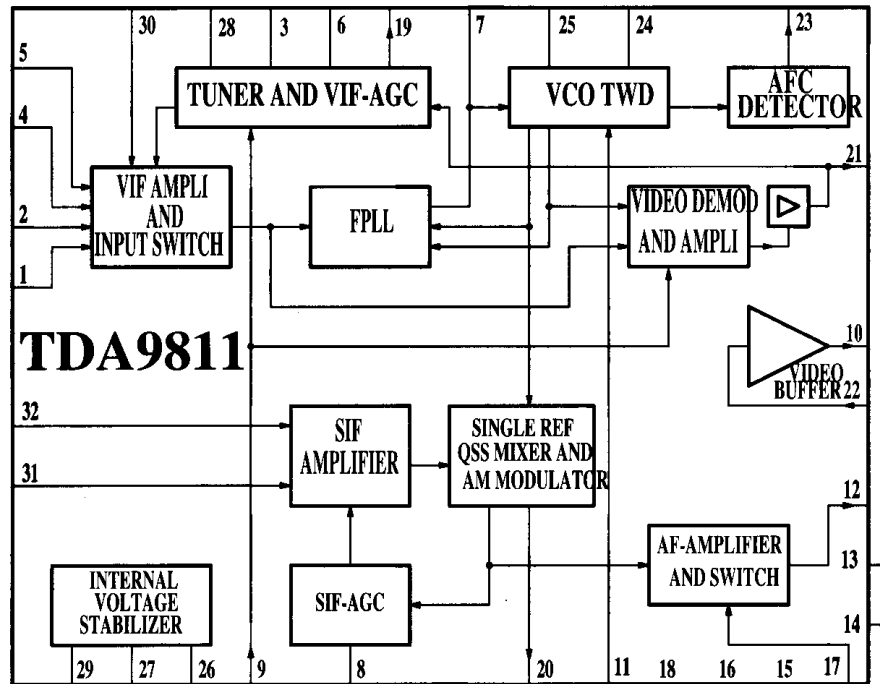 30 28 3 6 19 7 25 24 23
5
TUNER AND VIF-AGC
VCO TWD
AFC
DETECTOR
4
21
VIF AMPLI
AND
INPUT SWITCH
FPLL
VIDEO DEMOD
AND AMPLI
2
1
TDA9811
10
VIDEO
BUFFER
22
32
SIF
AMPLIFIER
SINGLE REF
QSS MIXER AND
AM MODULATOR
31
12
AF-AMPLIFIER
AND SWITCH
13
INTERNAL
VOLTAGE
STABILIZER
SIF-AGC
14
29 27 26 9 8 20 11 18 16 15 17